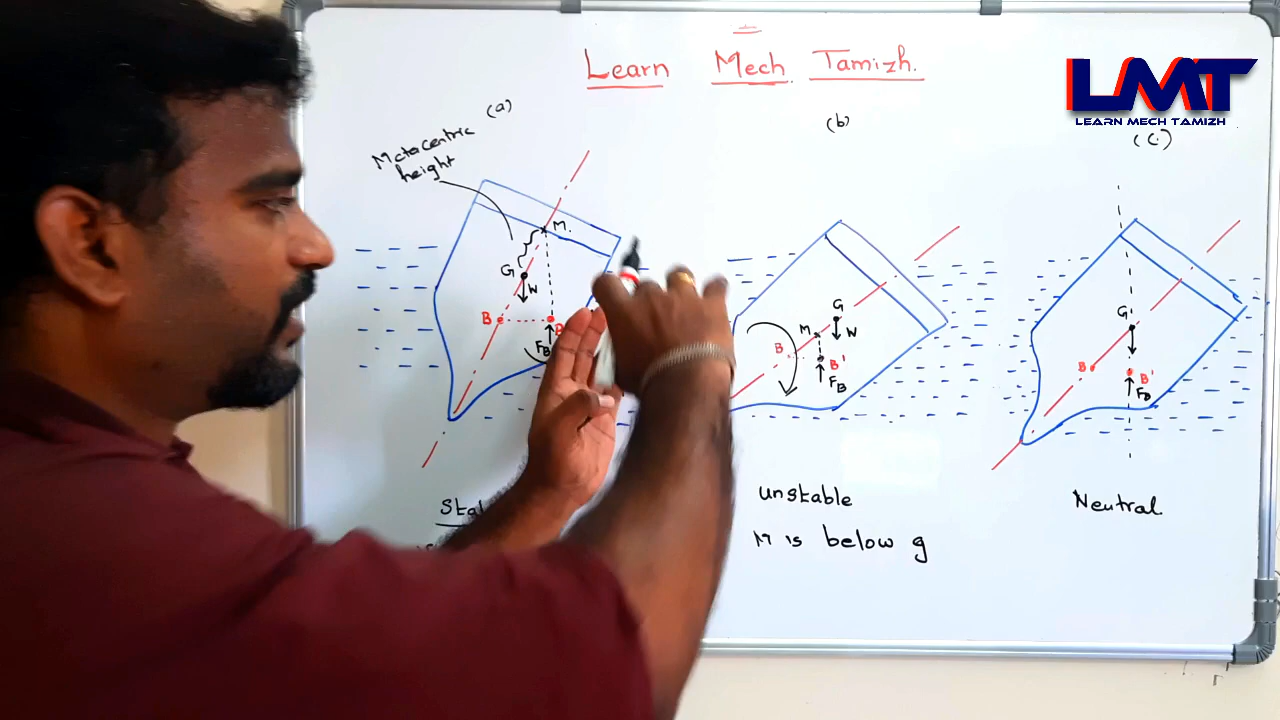 Learn Mech Tamizh.
LMT
LEARN MECH TAMIZH
(a)
(b)
(c)
Metacentric
height
M.
G
W
B
FB
G
M
W
B
B'
FB
G
B
B'
FB
unstable
Neutral
M is below g